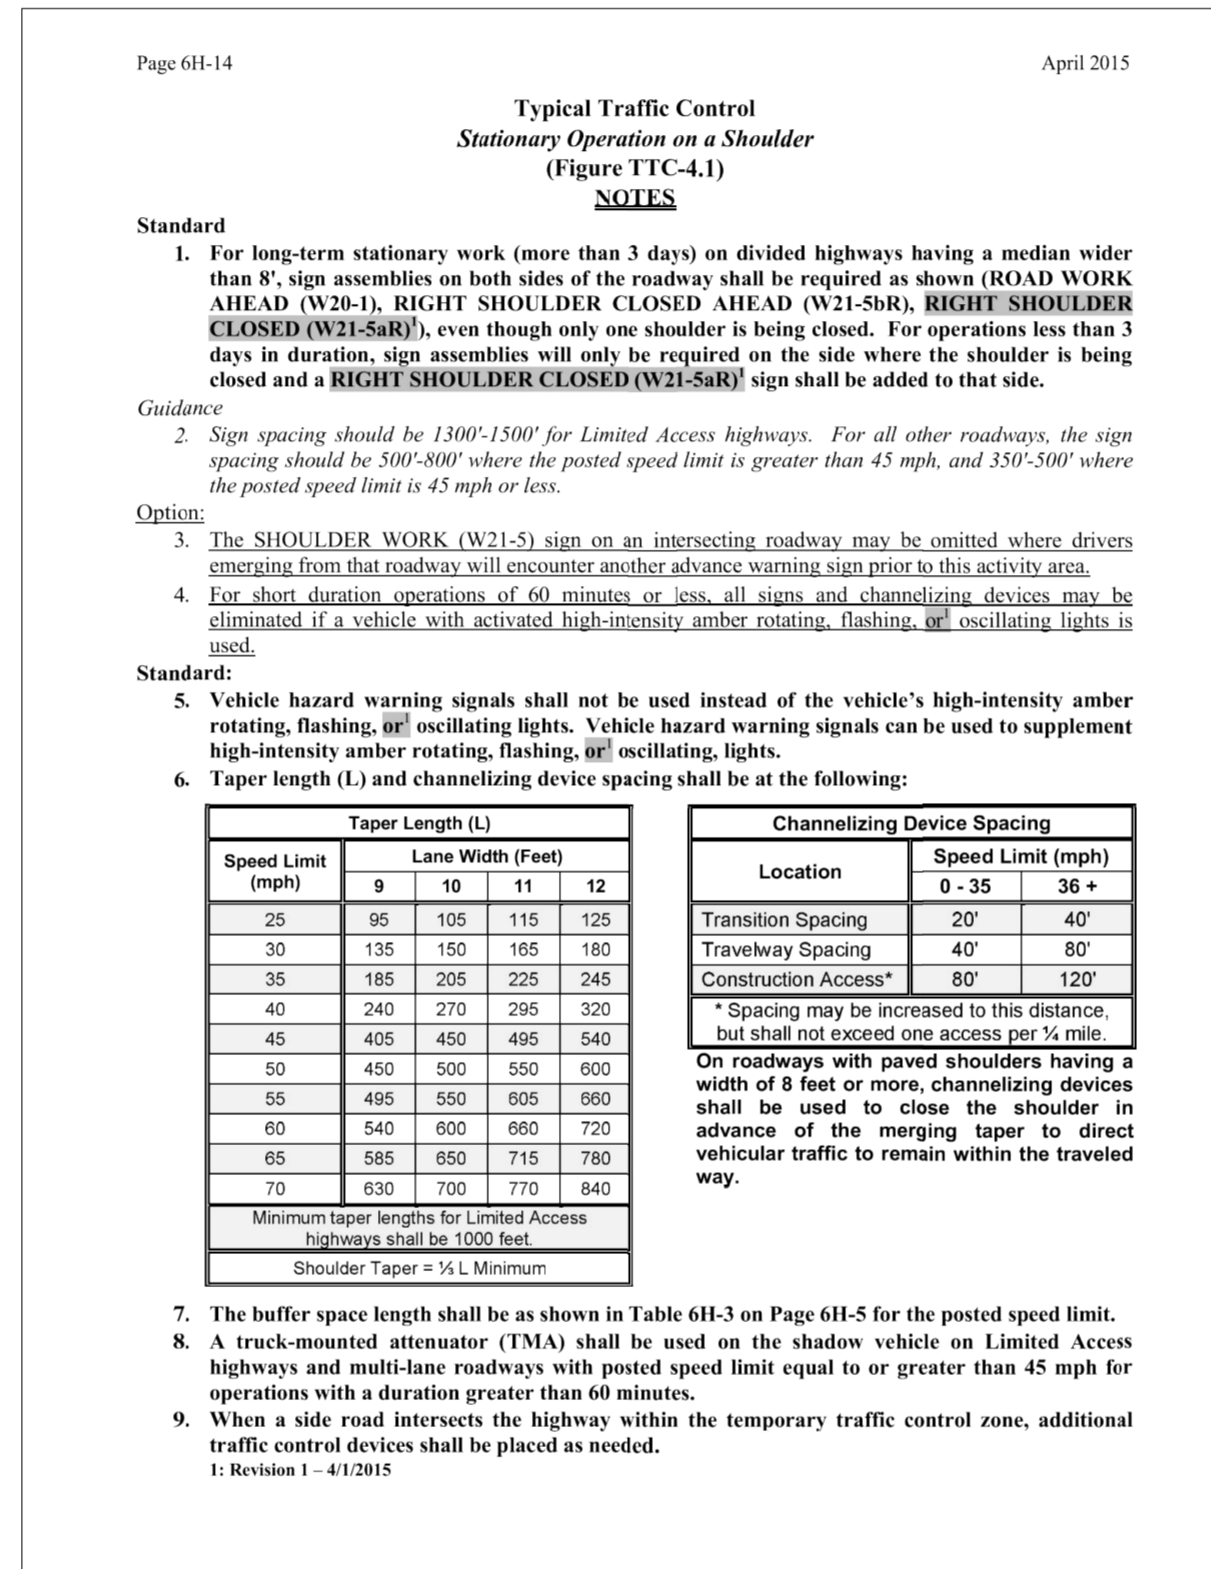 Page 6H-14
April 2015
Typical Traffic Control
Stationary Operation on a Shoulder
(Figure TTC-4.1)
NOTES
Standard
1. For long-term stationary work (more than 3 days) on divided highways having a median wider
than 8', sign assemblies on both sides of the roadway shall be required as shown (ROAD WORK
AHEAD (W20-1), RIGHT SHOULDER CLOSED AHEAD (W21-5bR), RIGHT SHOULDER
CLOSED (W21-5aR)¹), even though only one shoulder is being closed. For operations less than 3
days in duration, sign assemblies will only be required on the side where the shoulder is being
closed and a RIGHT SHOULDER CLOSED (W21-5aR)¹ sign shall be added to that side.
Guidance
2. Sign spacing should be 1300'-1500' for Limited Access highways. For all other roadways, the sign
spacing should be 500'-800' where the posted speed limit is greater than 45 mph, and 350'-500' where
the posted speed limit is 45 mph or less.
Option:
3. The SHOULDER WORK (W21-5) sign on an intersecting roadway may be omitted where drivers
emerging from that roadway will encounter another advance warning sign prior to this activity area.
4. For short duration operations of 60 minutes or less, all signs and channelizing devices may be
eliminated if a vehicle with activated high-intensity amber rotating, flashing, or¹ oscillating lights is
used.
Standard:
5. Vehicle hazard warning signals shall not be used instead of the vehicle's high-intensity amber
rotating, flashing, or¹ oscillating lights. Vehicle hazard warning signals can be used to supplement
high-intensity amber rotating, flashing, or¹ oscillating, lights.
6. Taper length (L) and channelizing device spacing shall be at the following:
Taper Length (L)
Speed Limit
(mph)
Lane Width (Feet)
9 10 11 12
25 95 105 115 125
30 135 150 165 180
35 185 205 225 245
40 240 270 295 320
45 405 450 495 540
50 450 500 550 600
55 495 550 605 660
60 540 600 660 720
65 585 650 715 780
70 630 700 770 840
Minimum taper lengths for Limited Access
highways shall be 1000 feet.
Shoulder Taper = ⅓ L Minimum
Channelizing Device Spacing
Location
Speed Limit (mph)
0 - 35 36 +
Transition Spacing 20' 40'
Travelway Spacing 40' 80'
Construction Access* 80' 120'
* Spacing may be increased to this distance,
but shall not exceed one access per ¼ mile.
On roadways with paved shoulders having a
width of 8 feet or more, channelizing devices
shall be used to close the shoulder in
advance of the merging taper to direct
vehicular traffic to remain within the traveled
way.
7. The buffer space length shall be as shown in Table 6H-3 on Page 6H-5 for the posted speed limit.
8. A truck-mounted attenuator (TMA) shall be used on the shadow vehicle on Limited Access
highways and multi-lane roadways with posted speed limit equal to or greater than 45 mph for
operations with a duration greater than 60 minutes.
9. When a side road intersects the highway within the temporary traffic control zone, additional
traffic control devices shall be placed as needed.
1: Revision 1 – 4/1/2015